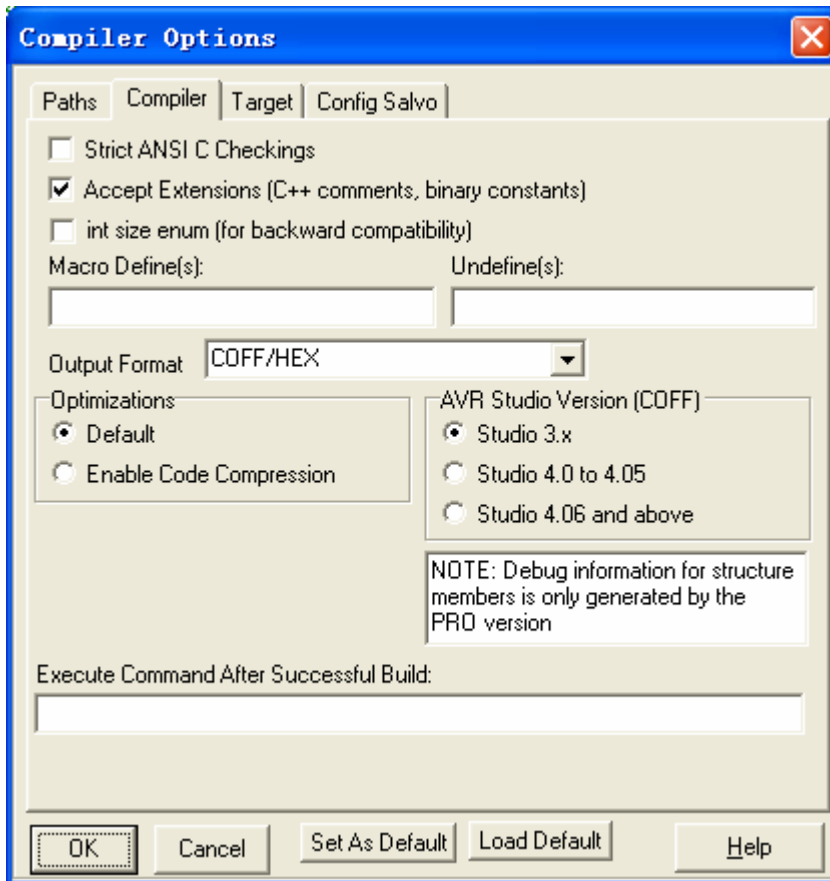 Compiler Options
Paths Compiler Target Config Salvo
Strict ANSI C Checkings
Accept Extensions (C++ comments, binary constants)
int size enum (for backward compatibility)
Macro Define(s): Undefine(s):
Output Format COFF/HEX
Optimizations
Default
Enable Code Compression
AVR Studio Version (COFF)
Studio 3.x
Studio 4.0 to 4.05
Studio 4.06 and above
NOTE: Debug information for structure
members is only generated by the
PRO version
Execute Command After Successful Build:
OK Cancel Set As Default Load Default Help